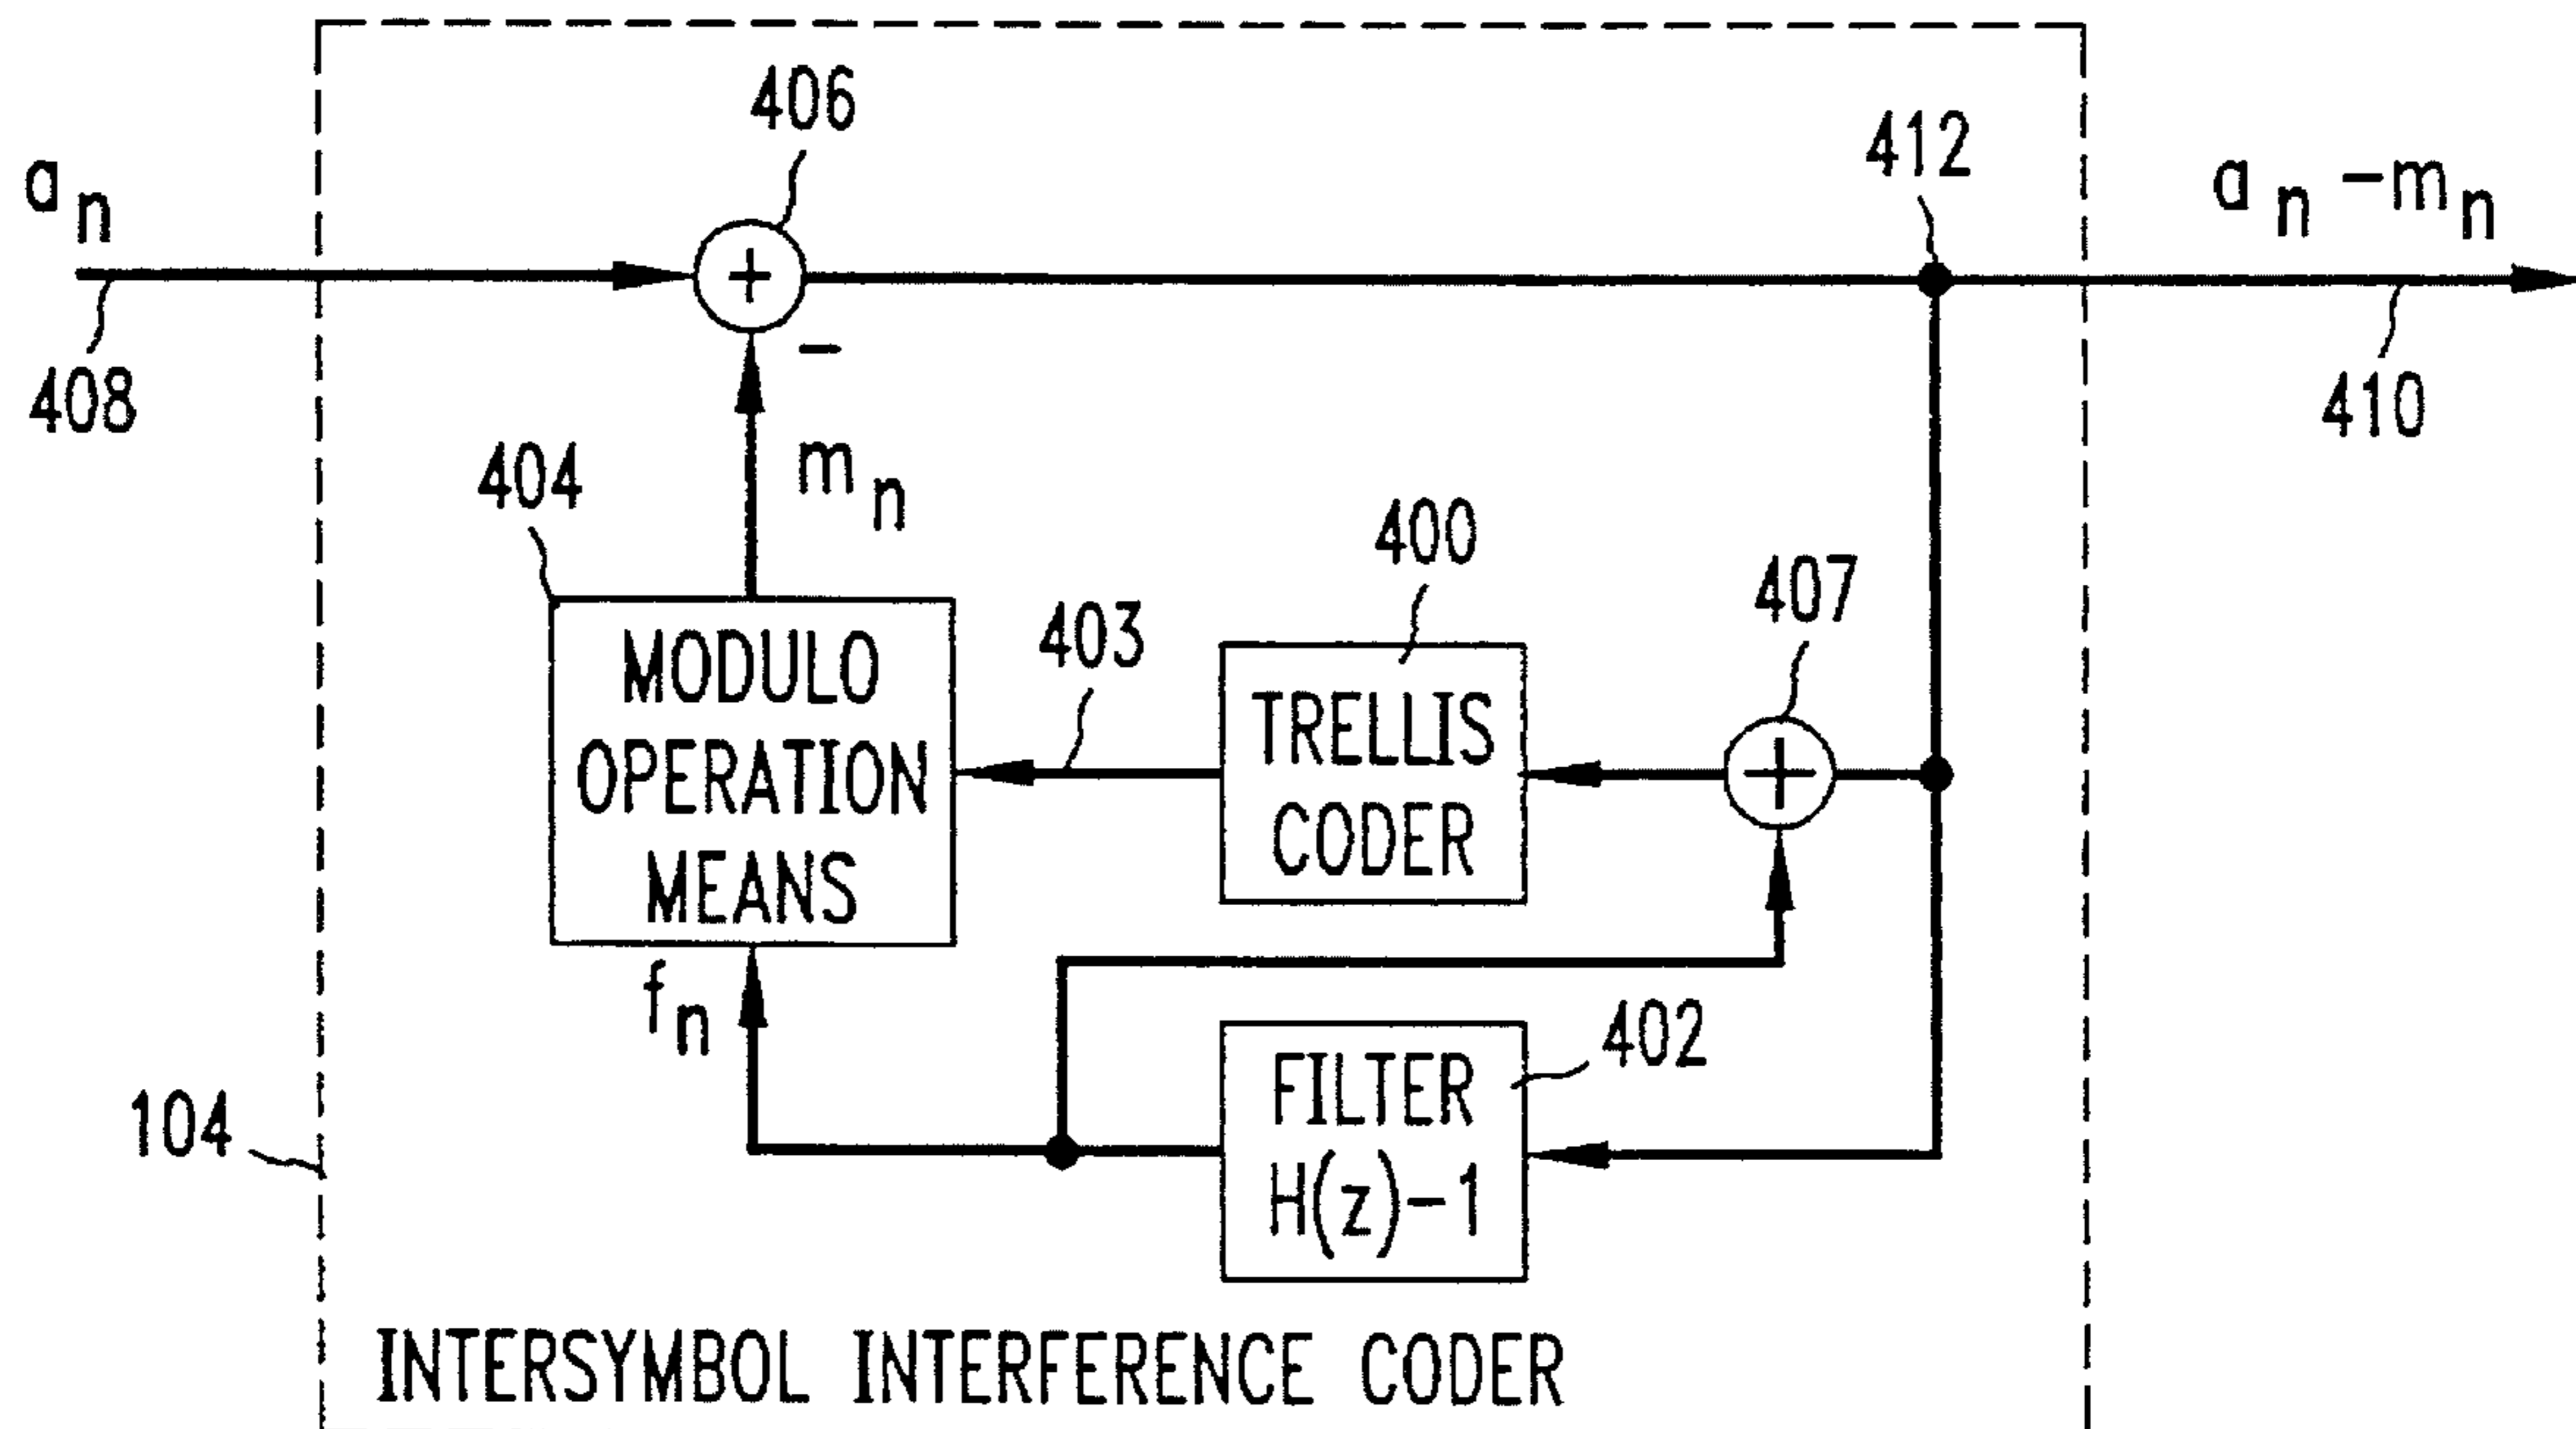 406
412
a n
a n - m n
408
410
-
404
m n
400
407
403
MODULO
OPERATION
MEANS
TRELLIS
CODER
+
+
f n
402
FILTER
H(z)-1
104
INTERSYMBOL INTERFERENCE CODER